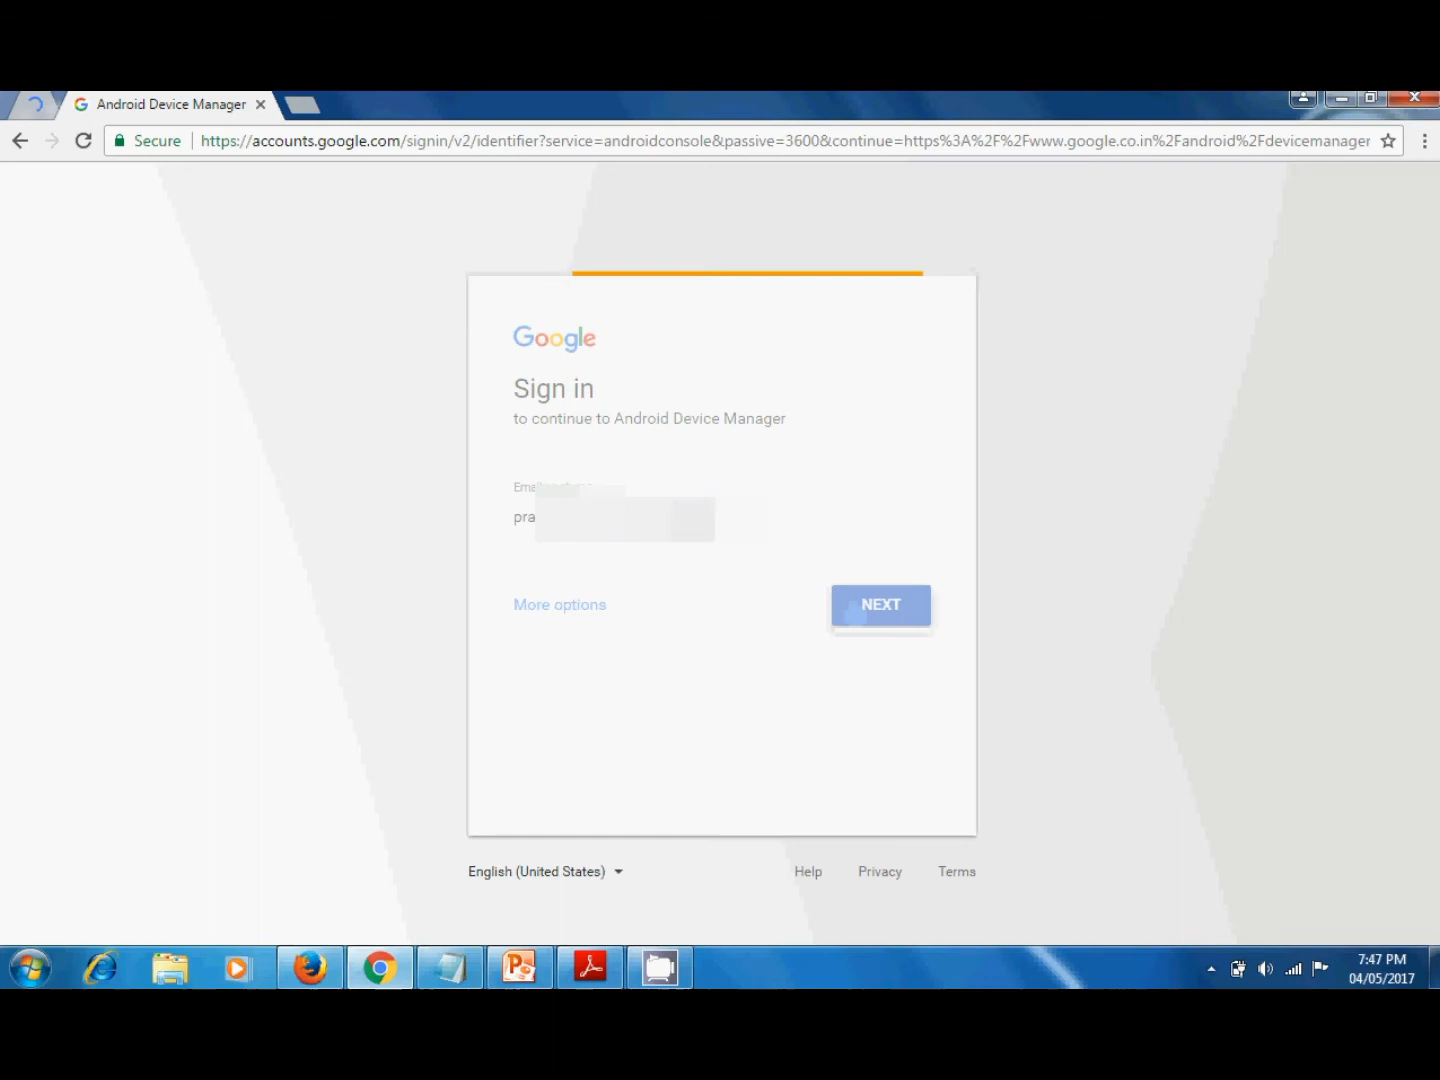 Android Device Manager
Secure https://accounts.google.com/signin/v2/identifier?service=androidconsole&passive=3600&continue=https%3A%2F%2Fwww.google.co.in%2Fandroid%2Fdevicemanager
Google
Sign in
to continue to Android Device Manager
pra
More options
NEXT
English (United States)
Help Privacy Terms
7:47 PM
04/05/2017